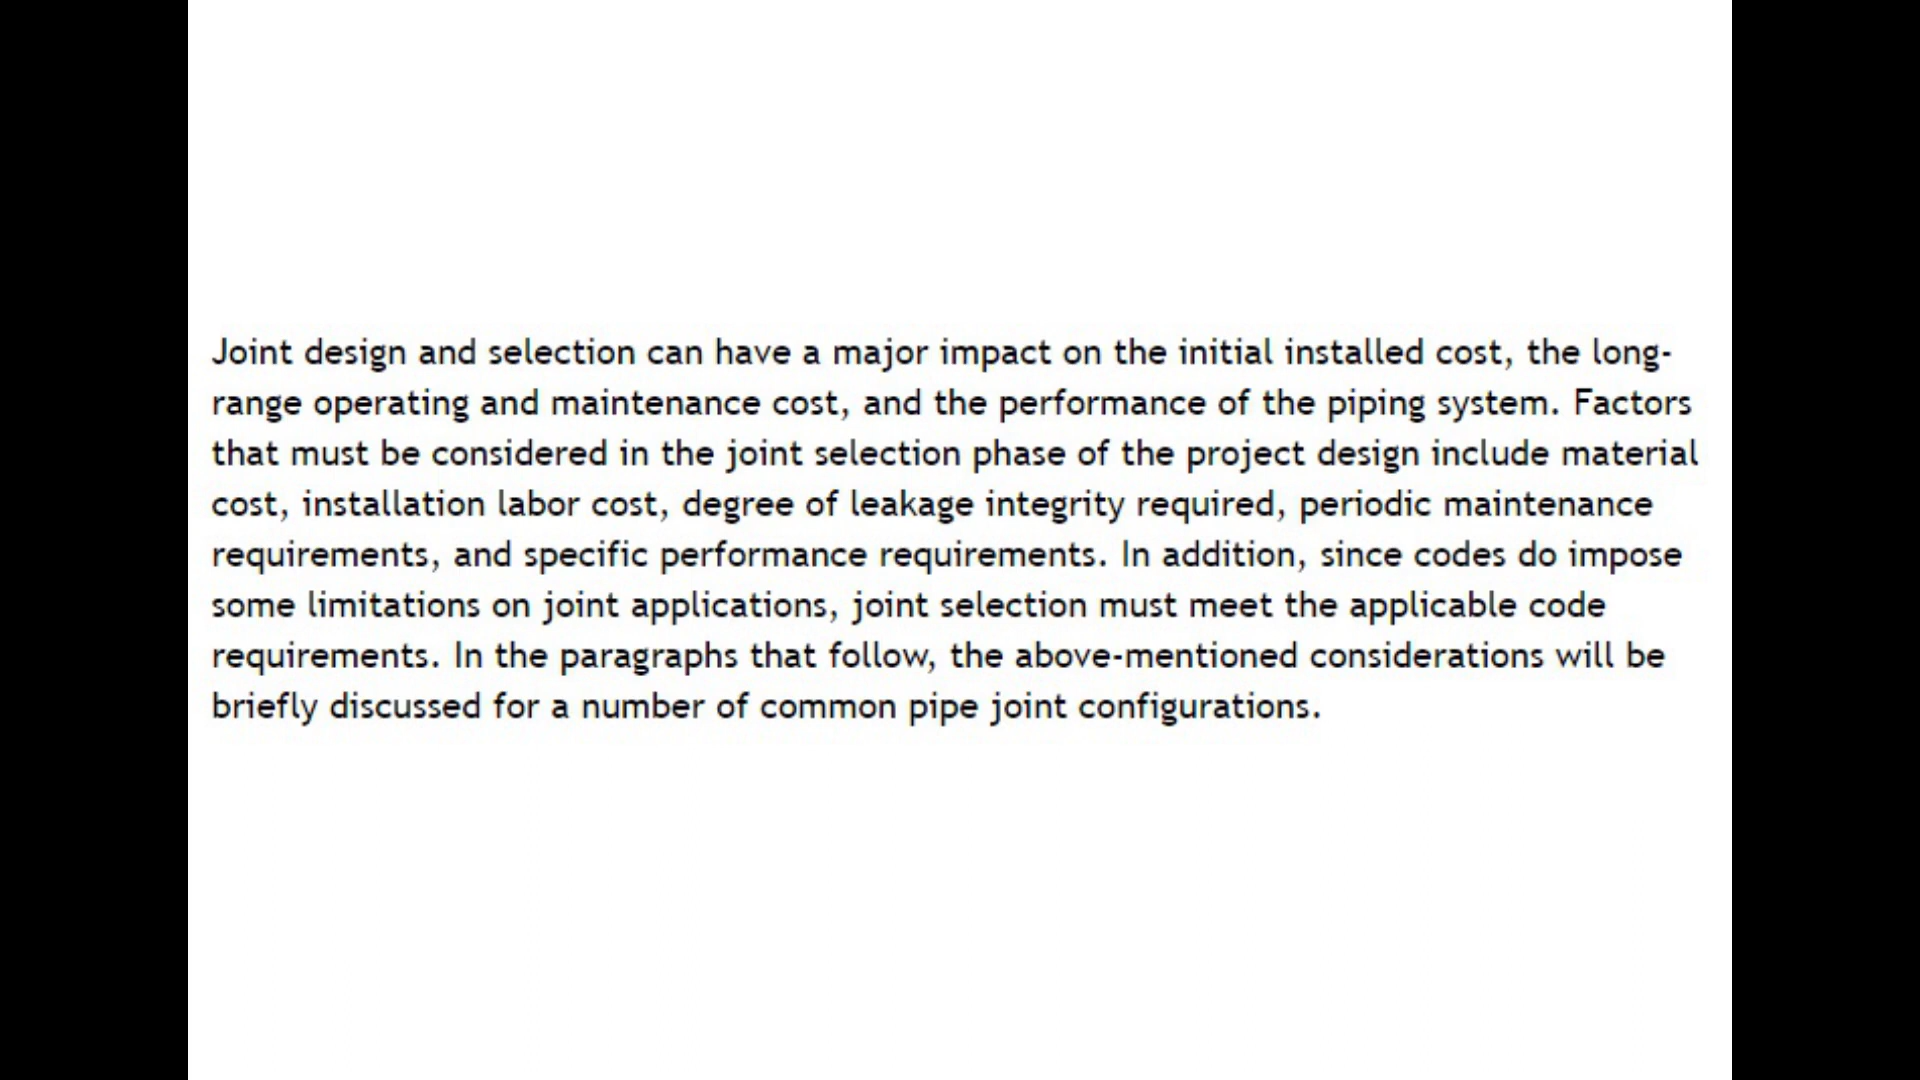 Joint design and selection can have a major impact on the initial installed cost, the long-
range operating and maintenance cost, and the performance of the piping system. Factors
that must be considered in the joint selection phase of the project design include material
cost, installation labor cost, degree of leakage integrity required, periodic maintenance
requirements, and specific performance requirements. In addition, since codes do impose
some limitations on joint applications, joint selection must meet the applicable code
requirements. In the paragraphs that follow, the above-mentioned considerations will be
briefly discussed for a number of common pipe joint configurations.